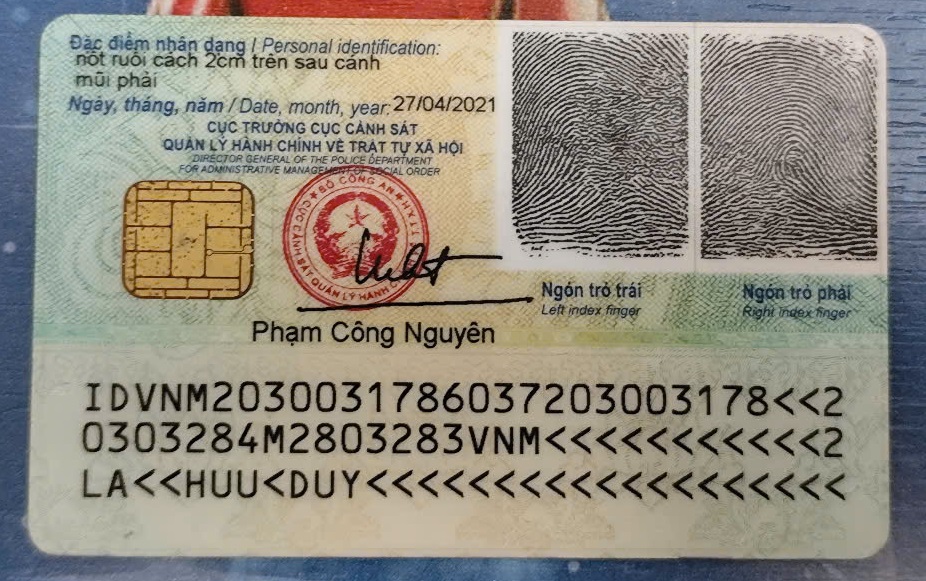 Đặc điểm nhân dạng / Personal identification:
nốt ruồi cách 2cm trên sau cánh
mũi phải
Ngày, tháng, năm / Date, month, year: 27/04/2021
CỤC TRƯỞNG CỤC CẢNH SÁT
QUẢN LÝ HÀNH CHÍNH VỀ TRẬT TỰ XÃ HỘI
DIRECTOR GENERAL OF THE POLICE DEPARTMENT
FOR ADMINISTRATIVE MANAGEMENT OF SOCIAL ORDER
BỘ CÔNG AN
CỤC CẢNH SÁT QUẢN LÝ HÀNH
Phạm Công Nguyên
Ngón trỏ trái
Left index finger
Ngón trỏ phải
Right index finger
IDVNM2030031786037203003178<<2
0303284M2803283VNM<<<<<<<<<<<2
LA<<HUU<DUY<<<<<<<<<<<<<<<<<<<